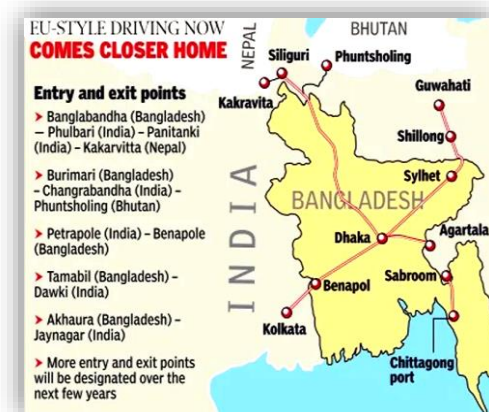 EU-STYLE DRIVING NOW
COMES CLOSER HOME
Entry and exit points
➤ Banglabandha (Bangladesh)
– Phulbari (India) – Panitanki
(India) – Kakarvitta (Nepal)
➤ Burimari (Bangladesh)
– Changrabandha (India) –
Phuntsholing (Bhutan)
➤ Petrapole (India) – Benapole
(Bangladesh)
➤ Tamabil (Bangladesh) –
Dawki (India)
➤ Akhaura (Bangladesh) –
Jaynagar (India)
➤ More entry and exit points
will be designated over the
next few years
NEPAL
BHUTAN
Siliguri
Phuntsholing
Kakravita
Guwahati
Shillong
Sylhet
INDIA
BANGLADESH
Dhaka
Agartala
Benapol
Sabroom
Kolkata
Chittagong
port